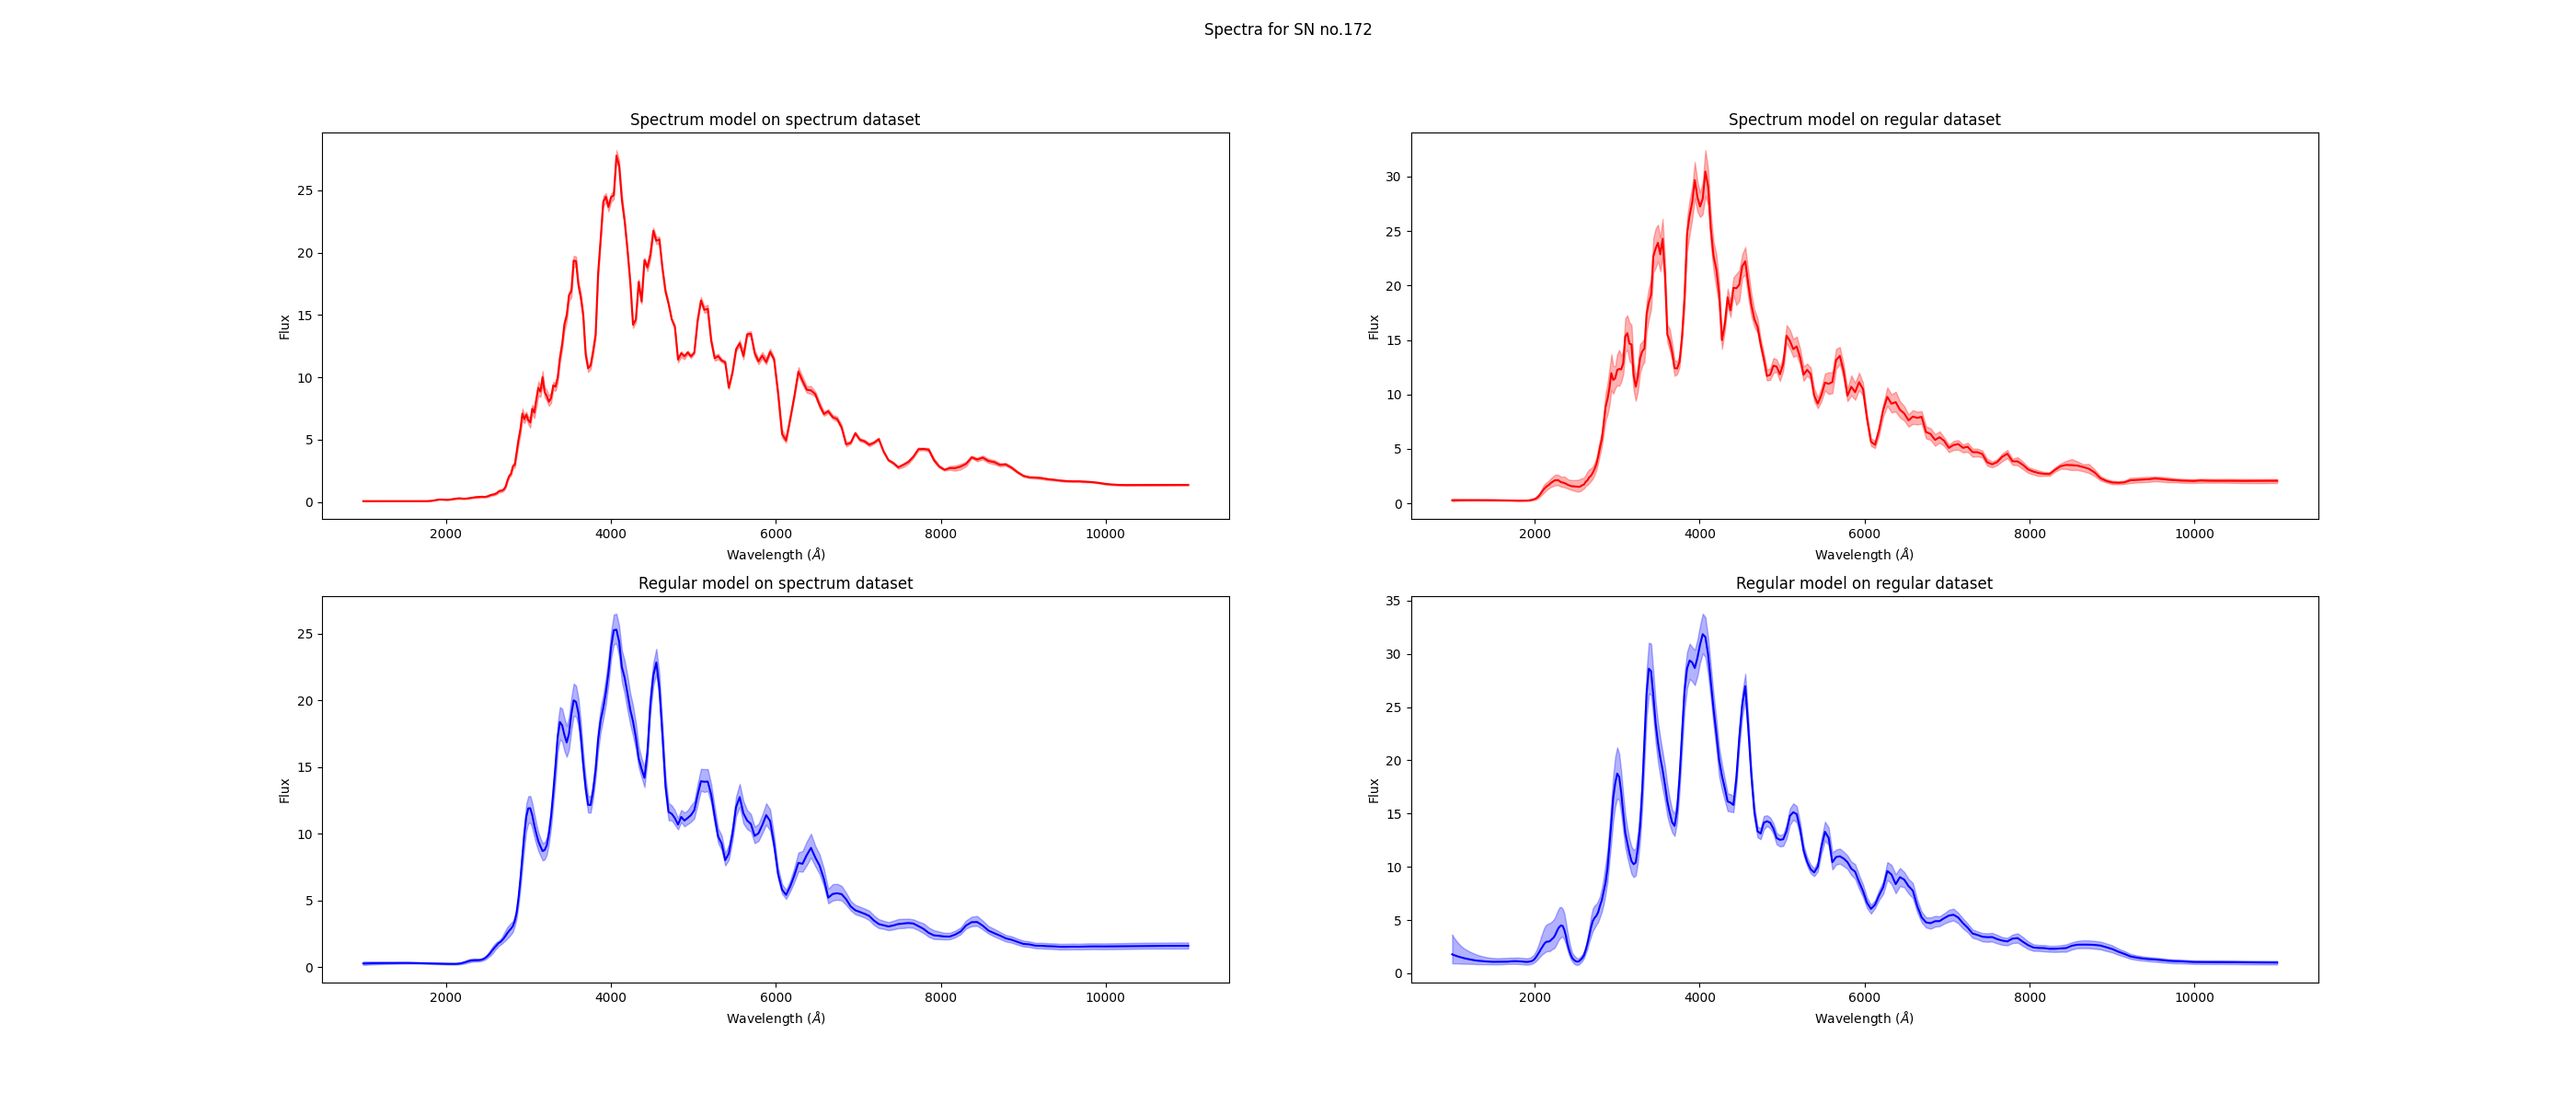 Spectra for SN no.172
Spectrum model on spectrum dataset
Flux
25
20
15
10
5
0
2000 4000 6000 8000 10000
Wavelength (Å)
Spectrum model on regular dataset
Flux
30
25
20
15
10
5
0
2000 4000 6000 8000 10000
Wavelength (Å)
Regular model on spectrum dataset
Flux
25
20
15
10
5
0
2000 4000 6000 8000 10000
Wavelength (Å)
Regular model on regular dataset
Flux
35
30
25
20
15
10
5
0
2000 4000 6000 8000 10000
Wavelength (Å)